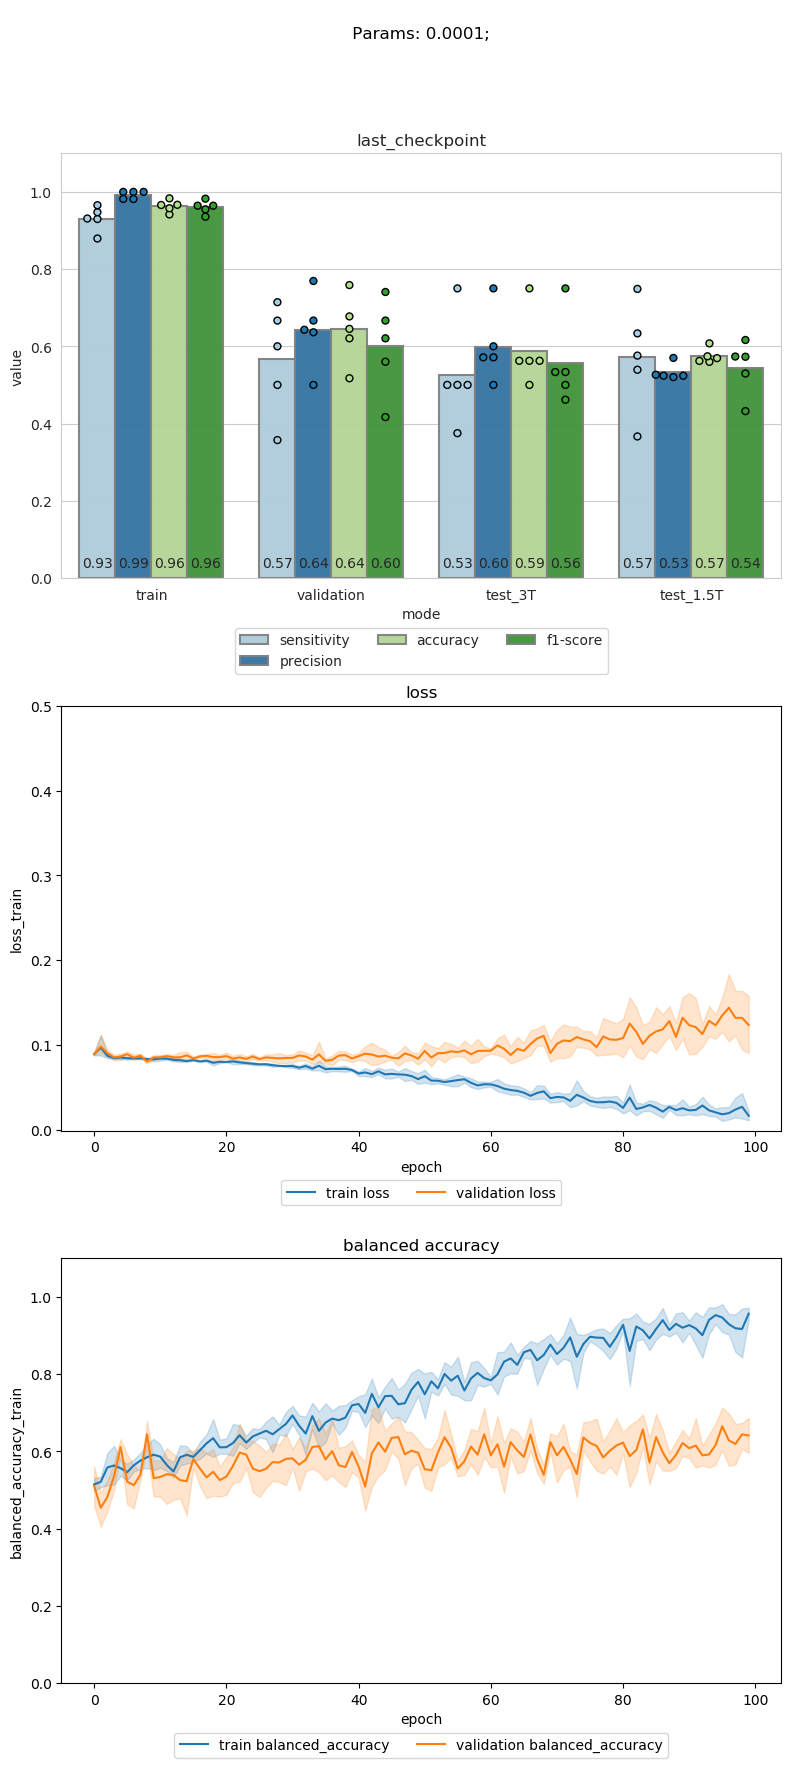 Params: 0.0001;
last_checkpoint
value
1.0
0.8
0.6
0.4
0.2
0.0
0.93 0.99 0.96 0.96 0.57 0.64 0.64 0.60 0.53 0.60 0.59 0.56 0.57 0.53 0.57 0.54
train validation test_3T test_1.5T
mode
sensitivity accuracy f1-score
precision
loss
loss_train
0.5
0.4
0.3
0.2
0.1
0.0
0 20 40 60 80 100
epoch
train loss validation loss
balanced accuracy
balanced_accuracy_train
1.0
0.8
0.6
0.4
0.2
0.0
0 20 40 60 80 100
epoch
train balanced_accuracy validation balanced_accuracy